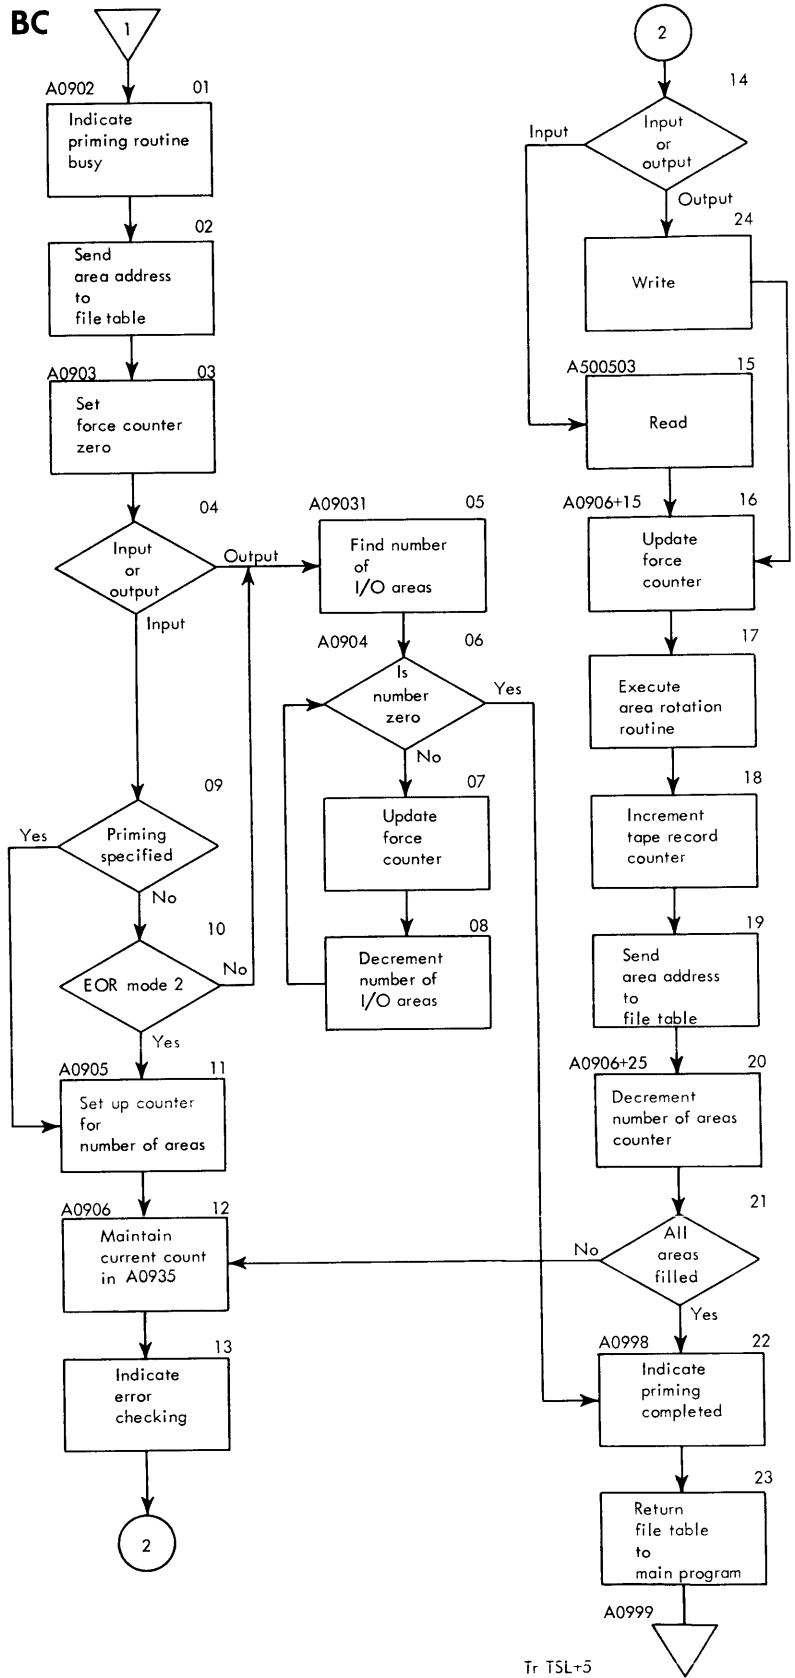 BC
1
A0902
01
Indicate
priming routine
busy
02
Send
area address
to
file table
A0903
03
Set
force counter
zero
04
Input
or
output
Output
Input
09
Priming
specified
Yes
No
10
EOR mode 2
No
Yes
A0905
11
Set up counter
for
number of areas
A0906
12
Maintain
current count
in A0935
13
Indicate
error
checking
2
A09031
05
Find number
of
I/O areas
A0904
06
Is
number
zero
Yes
No
07
Update
force
counter
08
Decrement
number of
I/O areas
2
14
Input
or
output
Input
Output
24
Write
A500503
15
Read
A0906+15
16
Update
force
counter
17
Execute
area rotation
routine
18
Increment
tape record
counter
19
Send
area address
to
file table
A0906+25
20
Decrement
number of areas
counter
21
All
areas
filled
No
Yes
A0998
22
Indicate
priming
completed
23
Return
file table
to
main program
A0999
Tr TSL+5